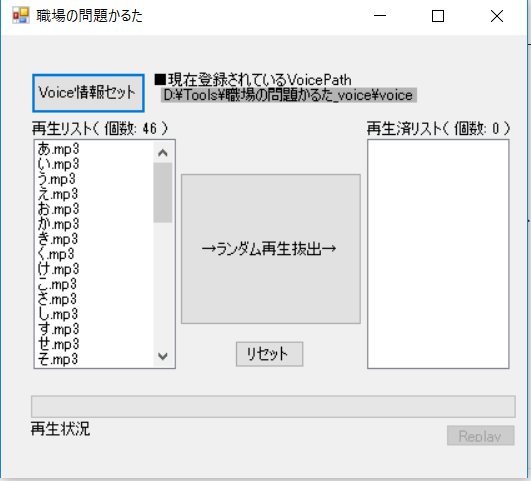 職場の問題かるた
Voice情報セット
■現在登録されているVoicePath
D:¥Tools¥職場の問題かるた_voice¥voice
再生リスト( 個数: 46 )
再生済リスト( 個数: 0 )
あ.mp3
い.mp3
う.mp3
え.mp3
お.mp3
か.mp3
き.mp3
く.mp3
け.mp3
こ.mp3
さ.mp3
し.mp3
す.mp3
せ.mp3
そ.mp3
→ランダム再生抽出→
リセット
再生状況
Replay